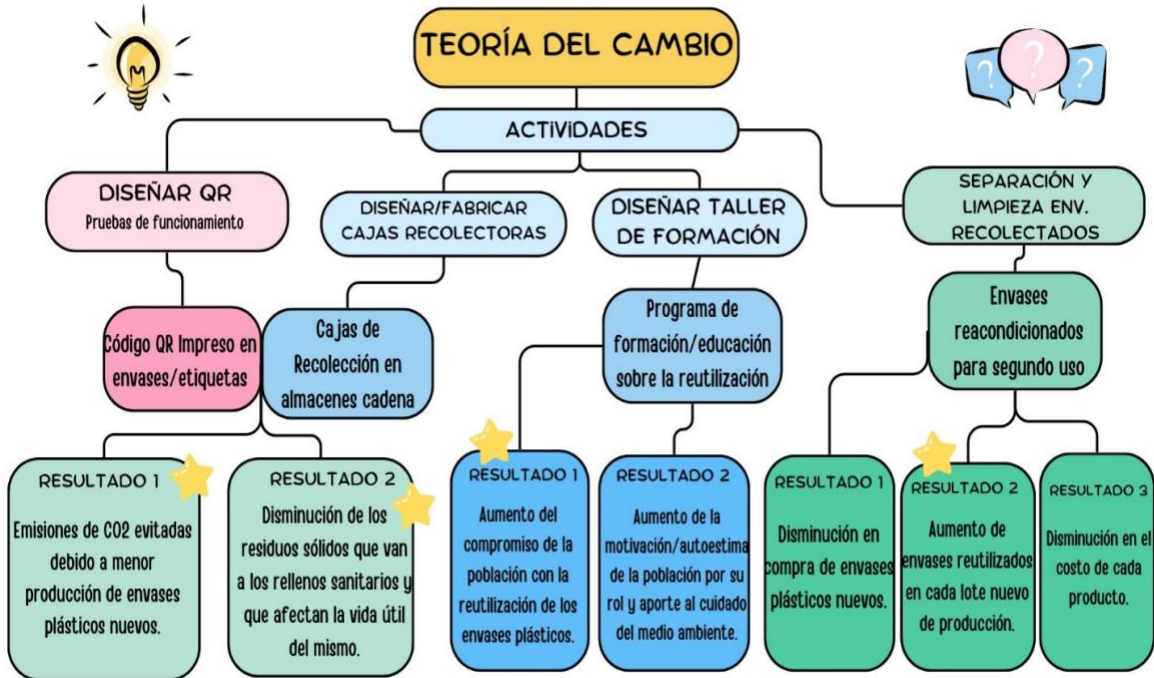 TEORÍA DEL CAMBIO
ACTIVIDADES
DISEÑAR QR
Pruebas de funcionamiento
DISEÑAR/FABRICAR
CAJAS RECOLECTORAS
DISEÑAR TALLER
DE FORMACIÓN
SEPARACIÓN Y
LIMPIEZA ENV.
RECOLECTADOS
Código QR Impreso en
envases/etiquetas
Cajas de
Recolección en
almacenes cadena
Programa de
formación/educación
sobre la reutilización
Envases
reacondicionados
para segundo uso
RESULTADO 1
Emisiones de CO2 evitadas
debido a menor
producción de envases
plásticos nuevos.
RESULTADO 2
Disminución de los
residuos sólidos que van
a los rellenos sanitarios y
que afectan la vida útil
del mismo.
RESULTADO 1
Aumento del
compromiso de la
población con la
reutilización de los
envases plásticos.
RESULTADO 2
Aumento de la
motivación/autoestima
de la población por su
rol y aporte al cuidado
del medio ambiente.
RESULTADO 1
Disminución en
compra de envases
plásticos nuevos.
RESULTADO 2
Aumento de
envases reutilizados
en cada lote nuevo
de producción.
RESULTADO 3
Disminución en el
costo de cada
producto.
? ? ?